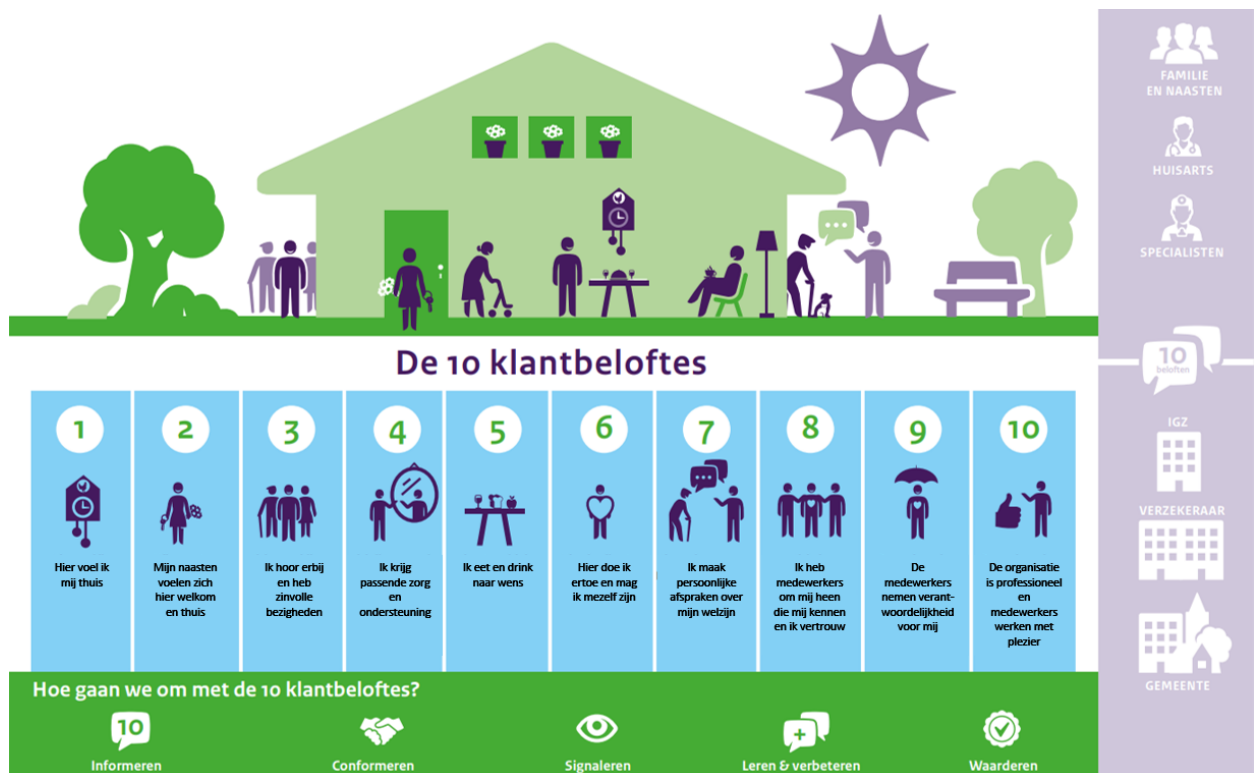 De 10 klantbeloftes
1
Hier voel ik
mij thuis
2
Mijn naasten
voelen zich
hier welkom
en thuis
3
Ik hoor erbij
en heb
zinvolle
bezigheden
4
Ik krijg
passende zorg
en
ondersteuning
5
Ik eet en drink
naar wens
6
Hier doe ik
ertoe en mag
ik mezelf zijn
7
Ik maak
persoonlijke
afspraken over
mijn welzijn
8
Ik heb
medewerkers
om mij heen
die mij kennen
en ik vertrouw
9
De
medewerkers
nemen verant-
woordelijkheid
voor mij
10
De organisatie
is professioneel
en
medewerkers
werken met
plezier
Hoe gaan we om met de 10 klantbeloftes?
10
Informeren
Conformeren
Signaleren
Leren & verbeteren
Waarderen
FAMILIE
EN NAASTEN
HUISARTS
SPECIALISTEN
10
beloften
IGZ
VERZEKERAAR
GEMEENTE